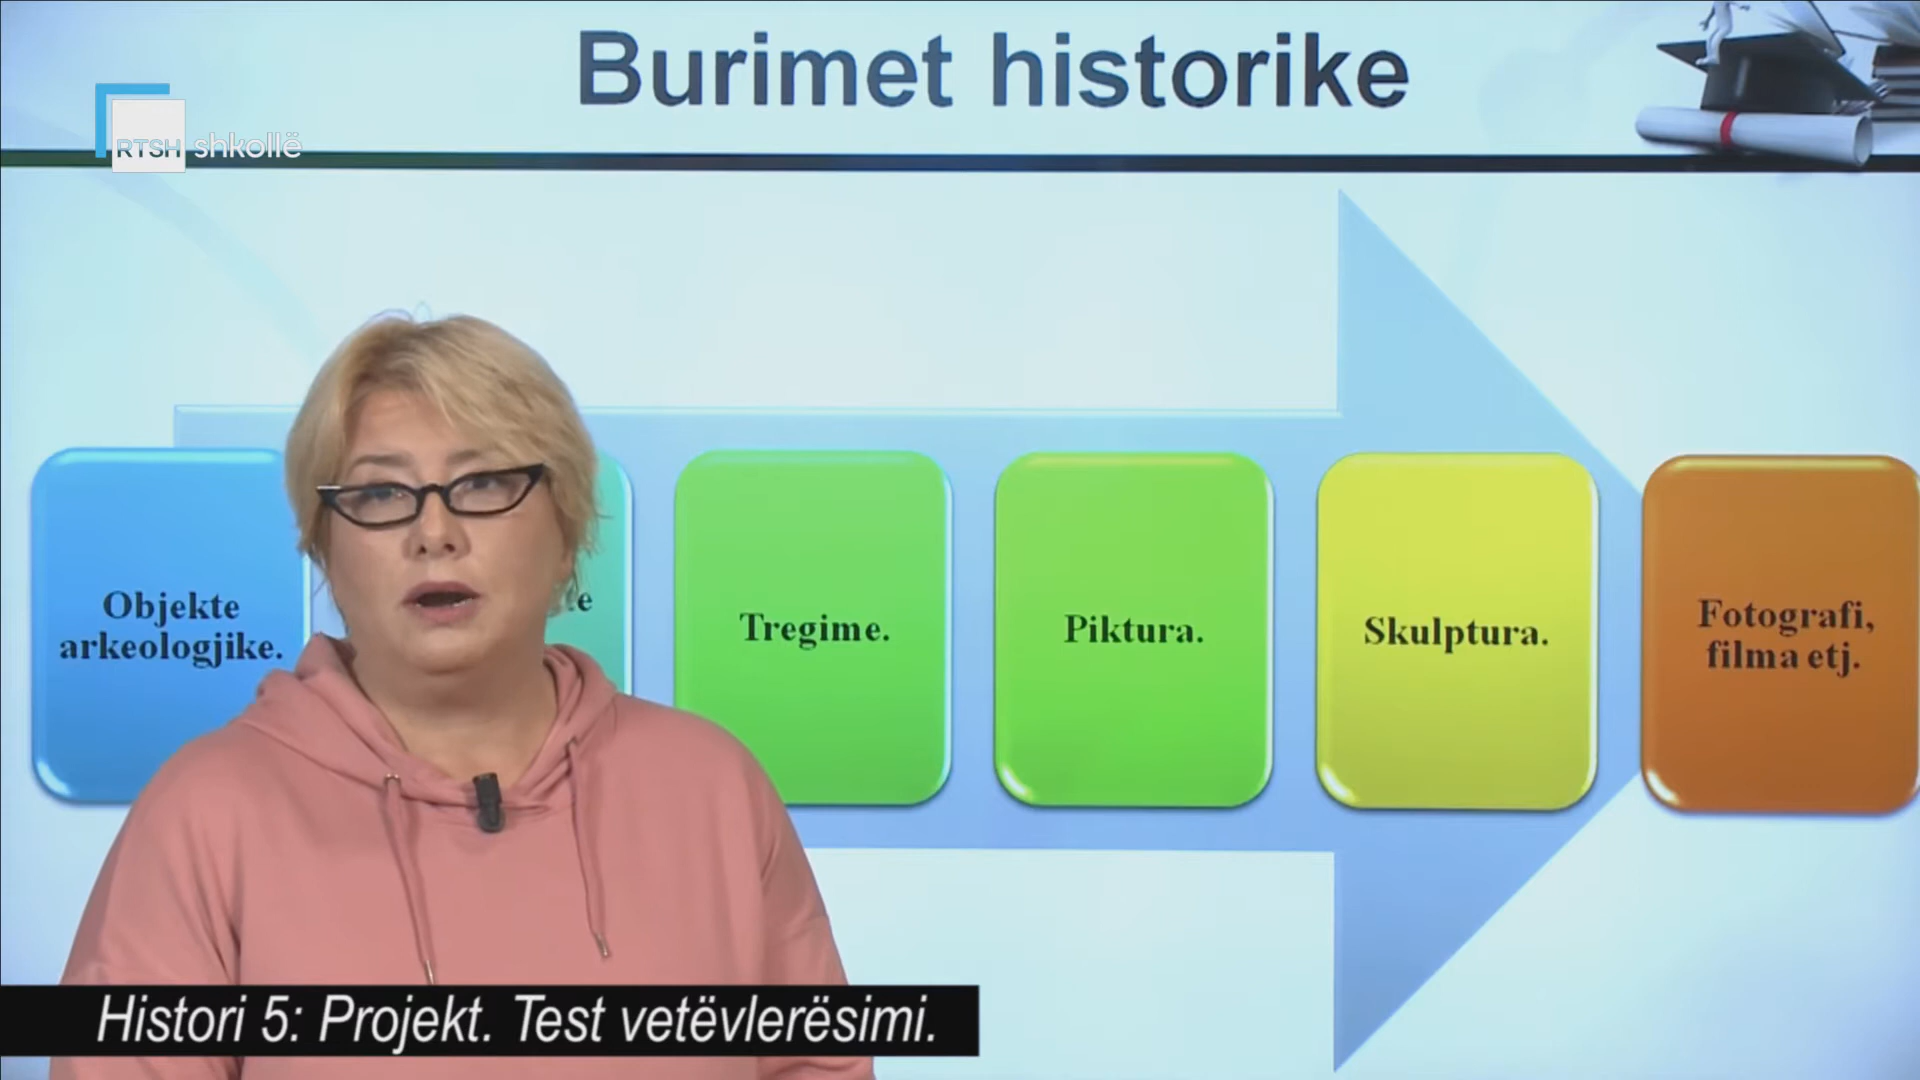 Burimet historike
RTSH shkollë
Objekte
arkeologjike.
Tregime.
Piktura.
Skulptura.
Fotografi,
filma etj.
Histori 5: Projekt. Test vetëvlerësimi.